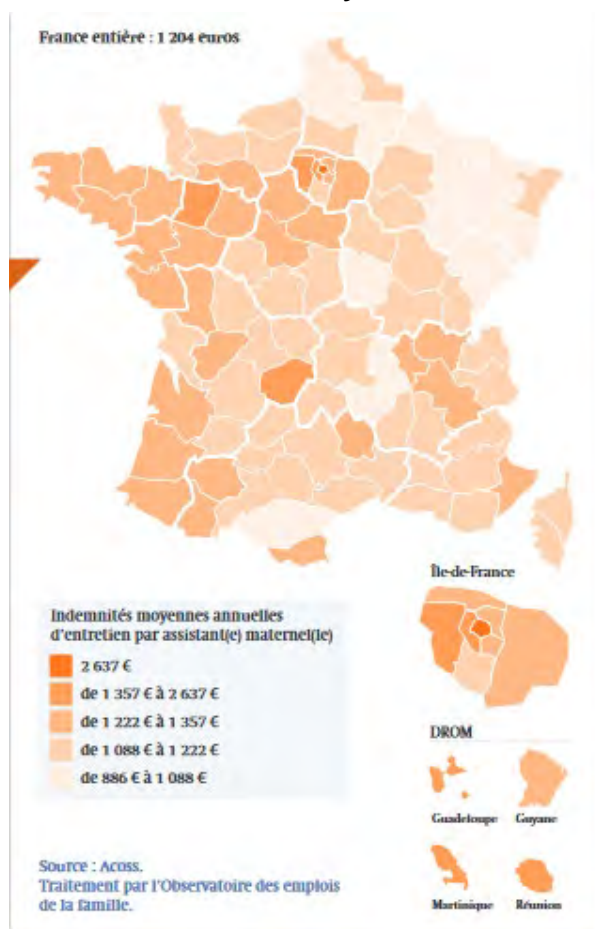 France entière : 1 204 euros
Île-de-France
Indemnités moyennes annuelles
d'entretien par assistant(e) maternel(le)
2 637 €
de 1 357 € à 2 637 €
de 1 222 € à 1 357 €
de 1 088 € à 1 222 €
de 886 € à 1 088 €
DROM
Guadeloupe Guyane
Martinique Réunion
Source : Acoss.
Traitement par l'Observatoire des emplois
de la famille.